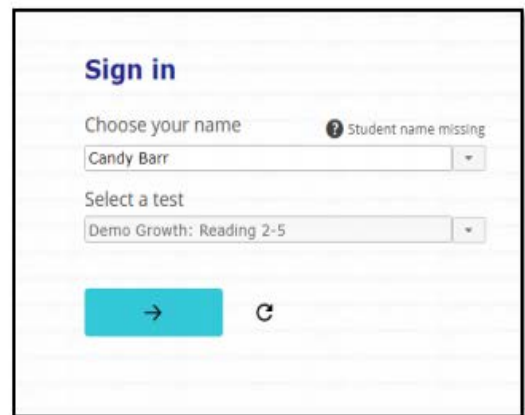 Sign in
Choose your name
? Student name missing
Candy Barr
Select a test
Demo Growth: Reading 2-5